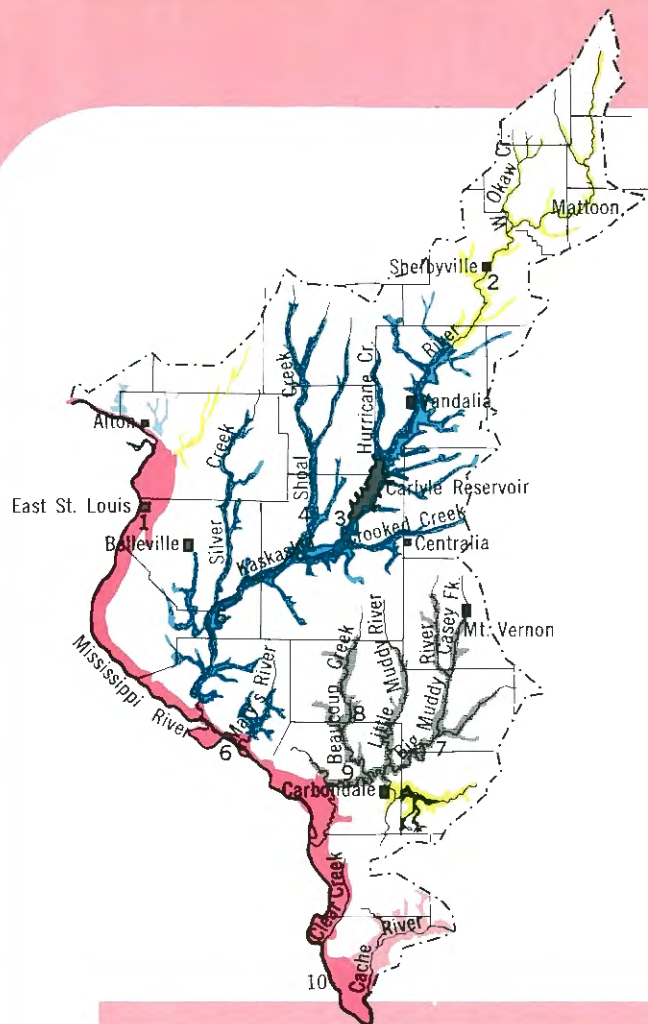 W. Okaw Cr.
Mattoon
Shelbyville
2
River
Creek
Hurricane Cr.
Vandalia
Alton
Creek
Shoal
Carlyle Reservoir
East St. Louis
1
4
3
Crooked Creek
Belleville
Silver
Kaskaskia
Centralia
Casey Fk.
Mt. Vernon
Mississippi River
Mary's River
Beaucoup Creek
Little Muddy River
Big Muddy River
8
6
7
9
Carbondale
Clear Creek
Cache River
10